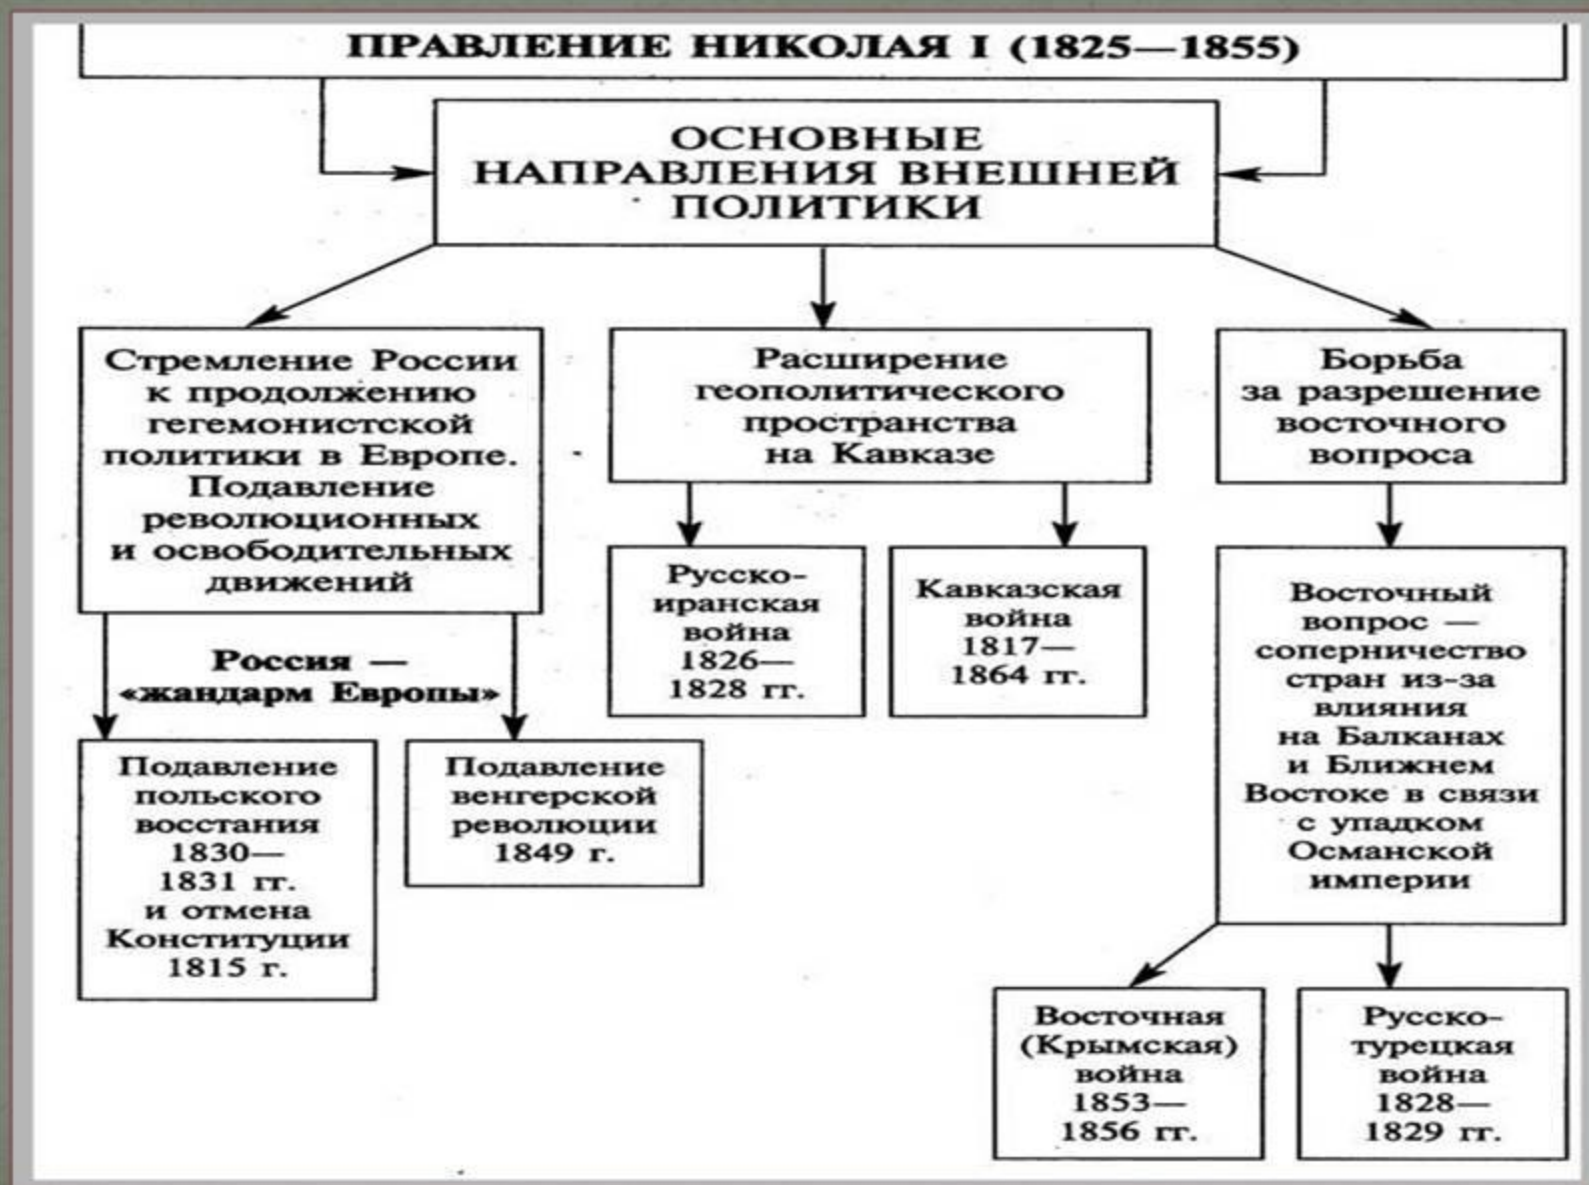 ПРАВЛЕНИЕ НИКОЛАЯ I (1825—1855)
ОСНОВНЫЕ
НАПРАВЛЕНИЯ ВНЕШНЕЙ
ПОЛИТИКИ
Стремление России
к продолжению
гегемонистской
политики в Европе.
Подавление
революционных
и освободительных
движений
Расширение
геополитического
пространства
на Кавказе
Борьба
за разрешение
восточного
вопроса
Россия —
«жандарм Европы»
Русско-
иранская
война
1826—
1828 гг.
Кавказская
война
1817—
1864 гг.
Восточный
вопрос —
соперничество
стран из-за
влияния
на Балканах
и Ближнем
Востоке в связи
с упадком
Османской
империи
Подавление
польского
восстания
1830—
1831 гг.
и отмена
Конституции
1815 г.
Подавление
венгерской
революции
1849 г.
Восточная
(Крымская)
война
1853—
1856 гг.
Русско-
турецкая
война
1828—
1829 гг.